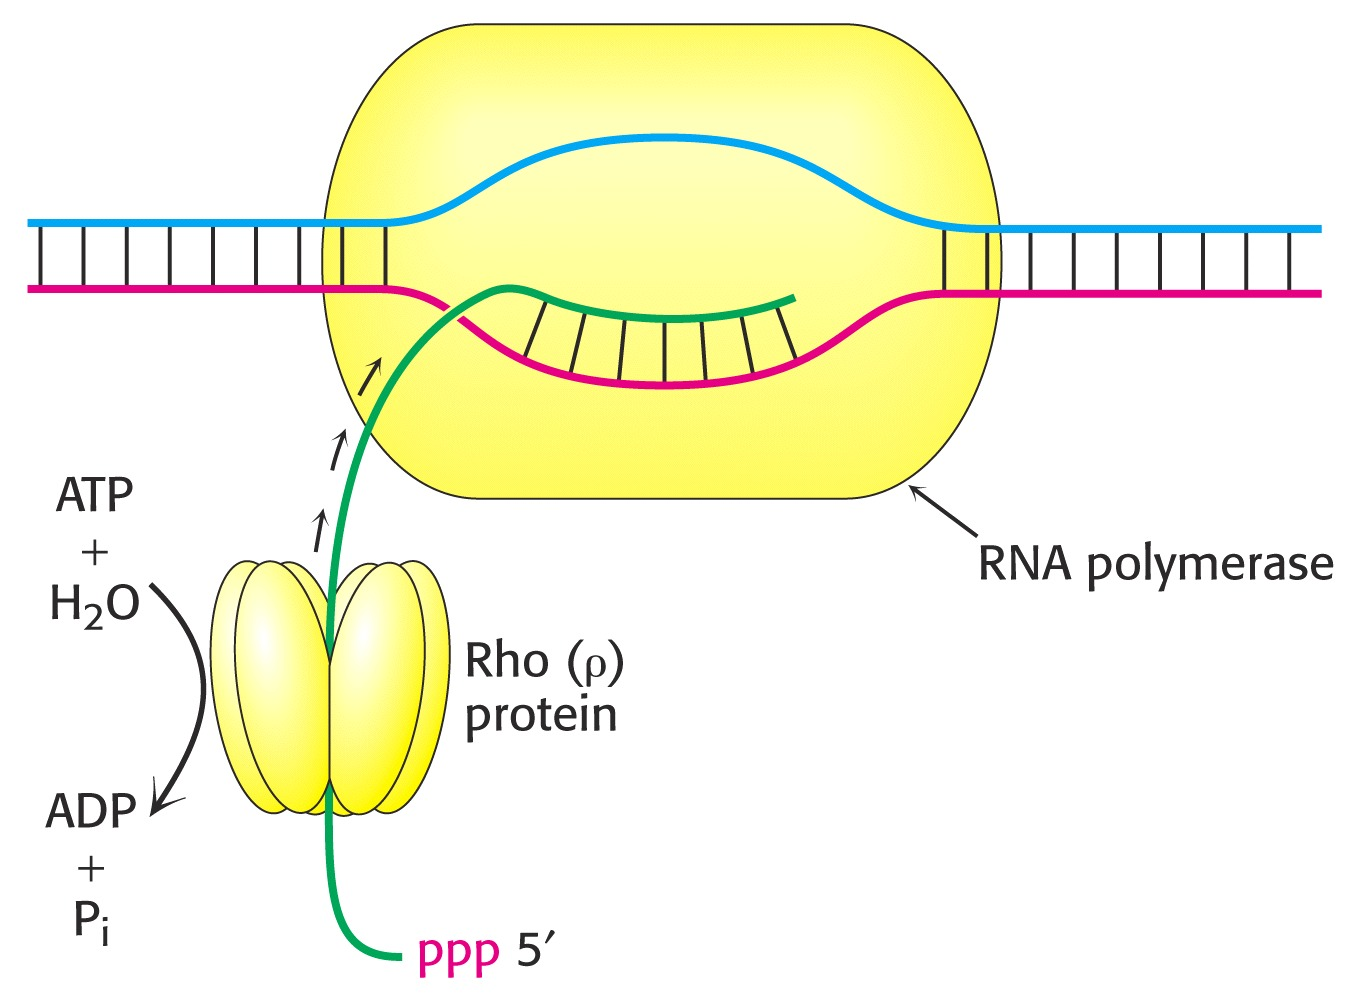 ATP
+
H₂O
ADP
+
Pᵢ
Rho (ρ)
protein
RNA polymerase
ppp 5′